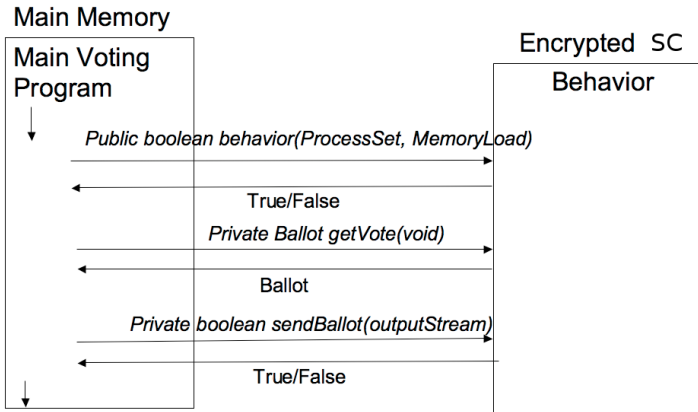 Main Memory
Encrypted SC
Main Voting
Program
Behavior
Public boolean behavior(ProcessSet, MemoryLoad)
True/False
Private Ballot getVote(void)
Ballot
Private boolean sendBallot(outputStream)
True/False